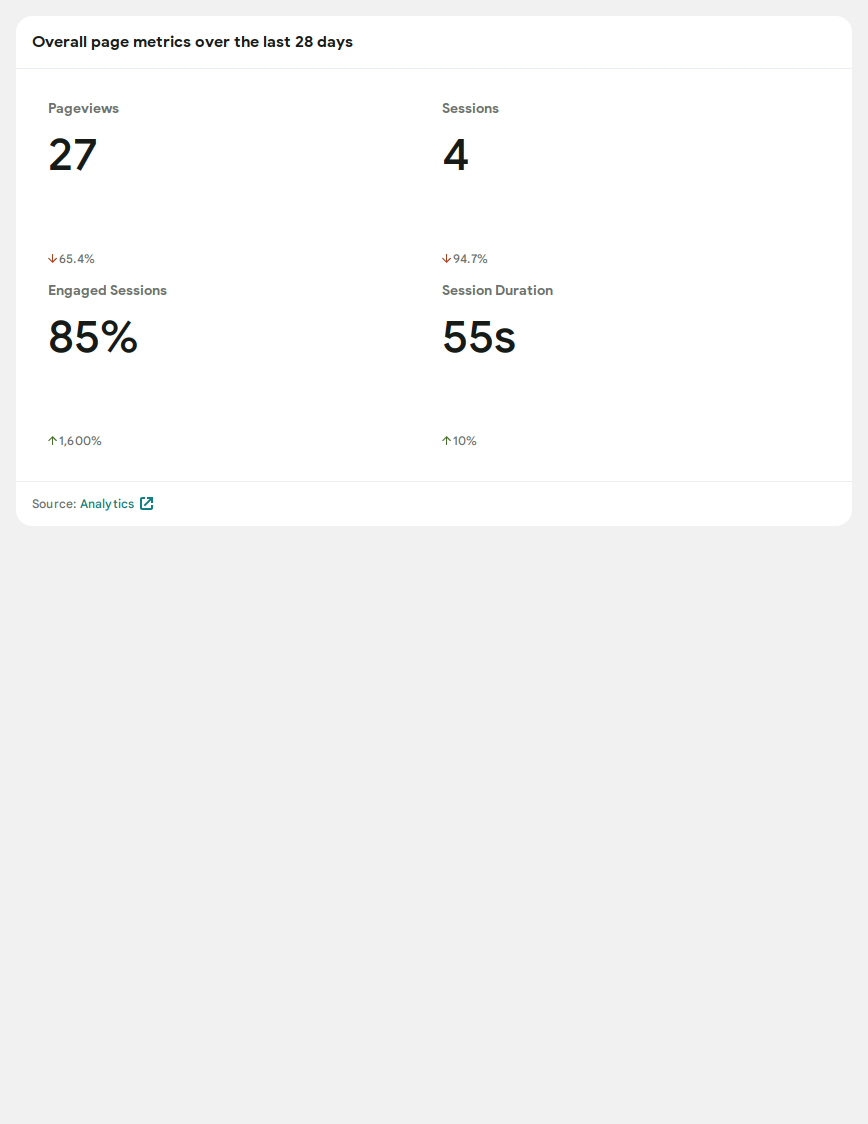 Overall page metrics over the last 28 days
Pageviews
27
65.4%
Sessions
4
94.7%
Engaged Sessions
85%
1,600%
Session Duration
55s
10%
Source: Analytics